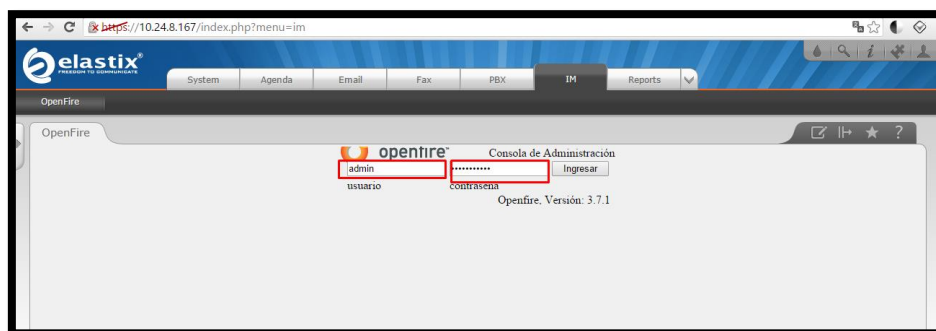 https://10.24.8.167/index.php?menu=im
elastix®
FREEDOM TO COMMUNICATE
System Agenda Email Fax PBX IM Reports
OpenFire
OpenFire
openfire™ Consola de Administración
admin ••••••••••• Ingresar
usuario contraseña
Openfire, Versión: 3.7.1